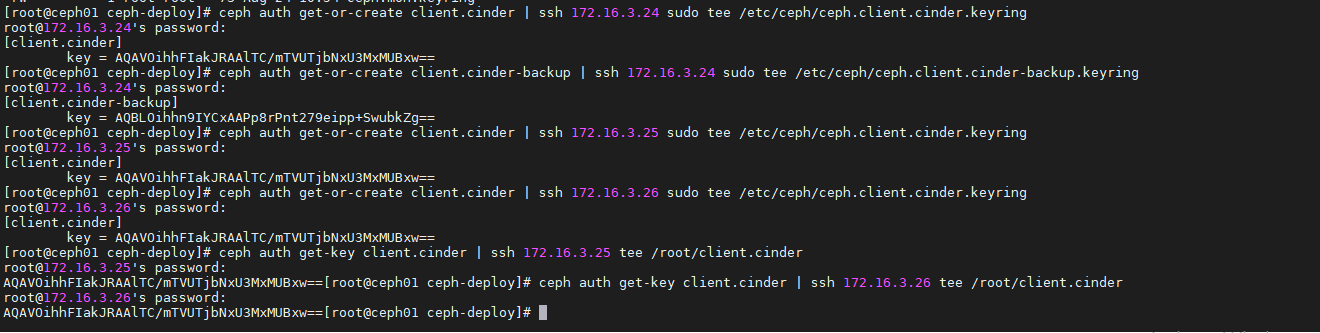 [root@ceph01 ceph-deploy]# ceph auth get-or-create client.cinder | ssh 172.16.3.24 sudo tee /etc/ceph/ceph.client.cinder.keyring
root@172.16.3.24's password:
[client.cinder]
        key = AQAVOihhFIakJRAAlTC/mTVUTjbNxU3MxMUBxw==
[root@ceph01 ceph-deploy]# ceph auth get-or-create client.cinder-backup | ssh 172.16.3.24 sudo tee /etc/ceph/ceph.client.cinder-backup.keyring
root@172.16.3.24's password:
[client.cinder-backup]
        key = AQBLOihhn9IYCxAAPp8rPnt279eipp+SwubkZg==
[root@ceph01 ceph-deploy]# ceph auth get-or-create client.cinder | ssh 172.16.3.25 sudo tee /etc/ceph/ceph.client.cinder.keyring
root@172.16.3.25's password:
[client.cinder]
        key = AQAVOihhFIakJRAAlTC/mTVUTjbNxU3MxMUBxw==
[root@ceph01 ceph-deploy]# ceph auth get-or-create client.cinder | ssh 172.16.3.26 sudo tee /etc/ceph/ceph.client.cinder.keyring
root@172.16.3.26's password:
[client.cinder]
        key = AQAVOihhFIakJRAAlTC/mTVUTjbNxU3MxMUBxw==
[root@ceph01 ceph-deploy]# ceph auth get-key client.cinder | ssh 172.16.3.25 tee /root/client.cinder
root@172.16.3.25's password:
AQAVOihhFIakJRAAlTC/mTVUTjbNxU3MxMUBxw==[root@ceph01 ceph-deploy]# ceph auth get-key client.cinder | ssh 172.16.3.26 tee /root/client.cinder
root@172.16.3.26's password:
AQAVOihhFIakJRAAlTC/mTVUTjbNxU3MxMUBxw==[root@ceph01 ceph-deploy]#